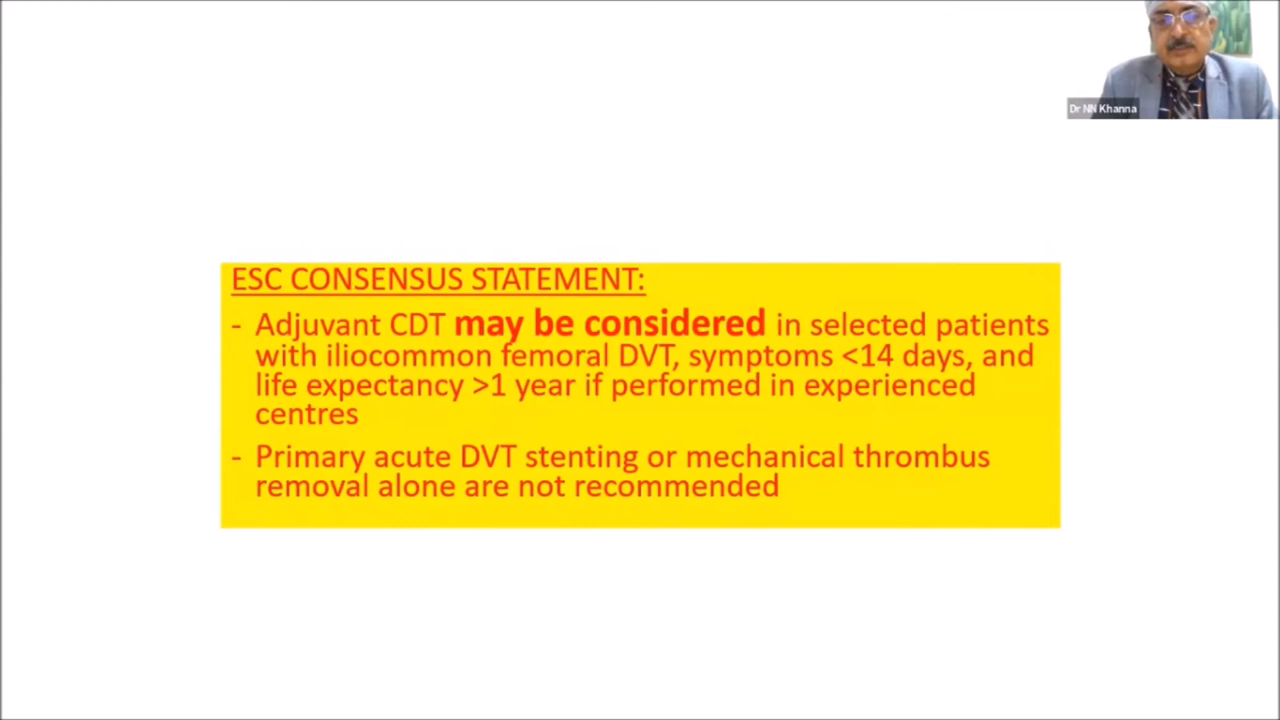 Dr NN Khanna
ESC CONSENSUS STATEMENT:
- Adjuvant CDT may be considered in selected patients
with iliocommon femoral DVT, symptoms <14 days, and
life expectancy >1 year if performed in experienced
centres
- Primary acute DVT stenting or mechanical thrombus
removal alone are not recommended